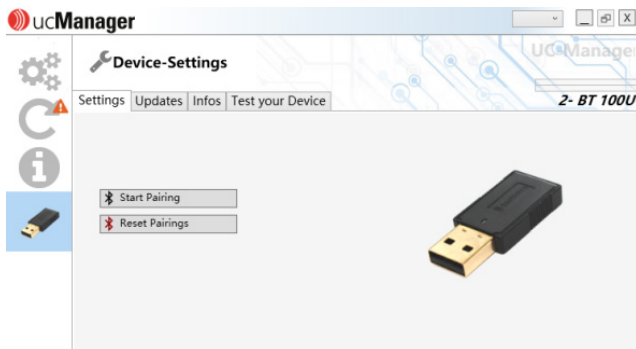 ucManager
UC-Manager
Device-Settings
Settings Updates Infos Test your Device
2- BT 100U
Start Pairing
Reset Pairings